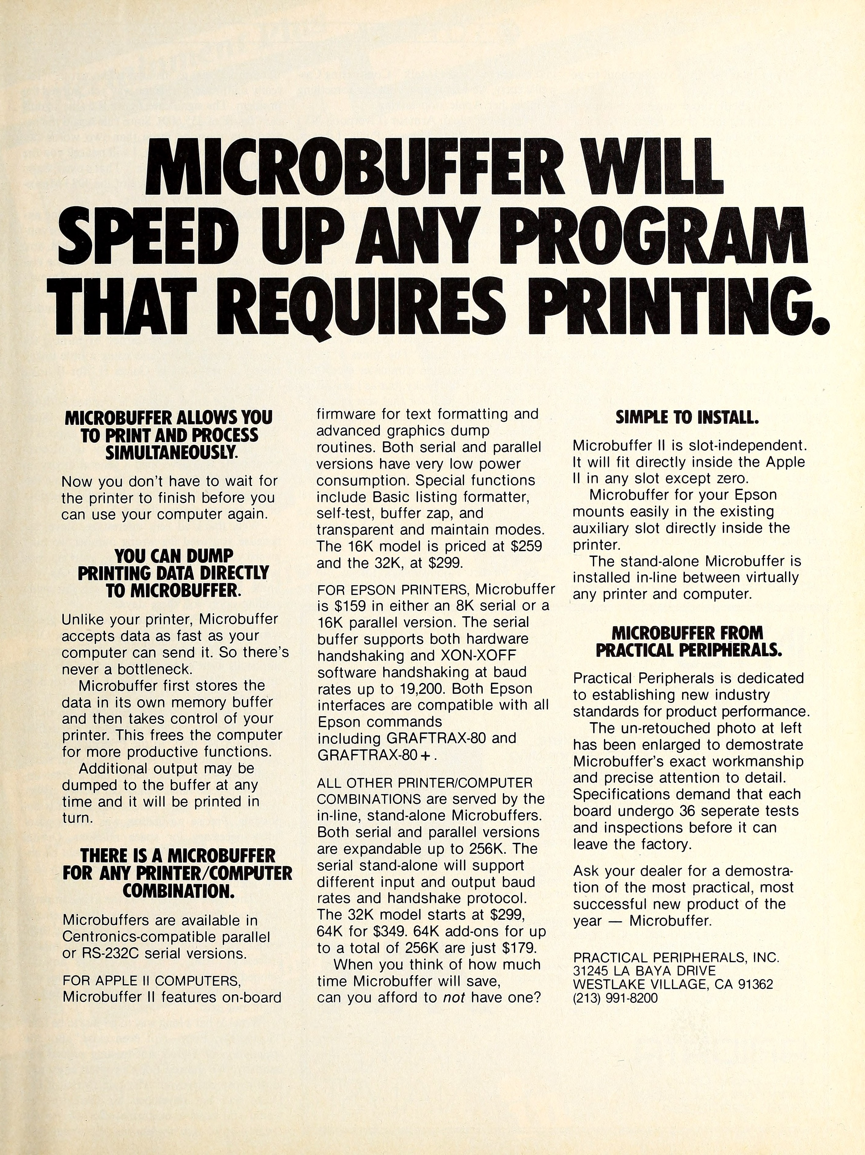 MICROBUFFER WILL
SPEED UP ANY PROGRAM
THAT REQUIRES PRINTING.
MICROBUFFER ALLOWS YOU
TO PRINT AND PROCESS
SIMULTANEOUSLY.
Now you don't have to wait for
the printer to finish before you
can use your computer again.
YOU CAN DUMP
PRINTING DATA DIRECTLY
TO MICROBUFFER.
Unlike your printer, Microbuffer
accepts data as fast as your
computer can send it. So there's
never a bottleneck.
Microbuffer first stores the
data in its own memory buffer
and then takes control of your
printer. This frees the computer
for more productive functions.
Additional output may be
dumped to the buffer at any
time and it will be printed in
turn.
THERE IS A MICROBUFFER
FOR ANY PRINTER/COMPUTER
COMBINATION.
Microbuffers are available in
Centronics-compatible parallel
or RS-232C serial versions.
FOR APPLE II COMPUTERS,
Microbuffer II features on-board
firmware for text formatting and
advanced graphics dump
routines. Both serial and parallel
versions have very low power
consumption. Special functions
include Basic listing formatter,
self-test, buffer zap, and
transparent and maintain modes.
The 16K model is priced at $259
and the 32K, at $299.
FOR EPSON PRINTERS, Microbuffer
is $159 in either an 8K serial or a
16K parallel version. The serial
buffer supports both hardware
handshaking and XON-XOFF
software handshaking at baud
rates up to 19,200. Both Epson
interfaces are compatible with all
Epson commands
including GRAFTRAX-80 and
GRAFTRAX-80+.
ALL OTHER PRINTER/COMPUTER
COMBINATIONS are served by the
in-line, stand-alone Microbuffers.
Both serial and parallel versions
are expandable up to 256K. The
serial stand-alone will support
different input and output baud
rates and handshake protocol.
The 32K model starts at $299,
64K for $349. 64K add-ons for up
to a total of 256K are just $179.
When you think of how much
time Microbuffer will save,
can you afford to not have one?
SIMPLE TO INSTALL.
Microbuffer II is slot-independent.
It will fit directly inside the Apple
II in any slot except zero.
Microbuffer for your Epson
mounts easily in the existing
auxiliary slot directly inside the
printer.
The stand-alone Microbuffer is
installed in-line between virtually
any printer and computer.
MICROBUFFER FROM
PRACTICAL PERIPHERALS.
Practical Peripherals is dedicated
to establishing new industry
standards for product performance.
The un-retouched photo at left
has been enlarged to demostrate
Microbuffer's exact workmanship
and precise attention to detail.
Specifications demand that each
board undergo 36 seperate tests
and inspections before it can
leave the factory.
Ask your dealer for a demostra-
tion of the most practical, most
successful new product of the
year — Microbuffer.
PRACTICAL PERIPHERALS, INC.
31245 LA BAYA DRIVE
WESTLAKE VILLAGE, CA 91362
(213) 991-8200